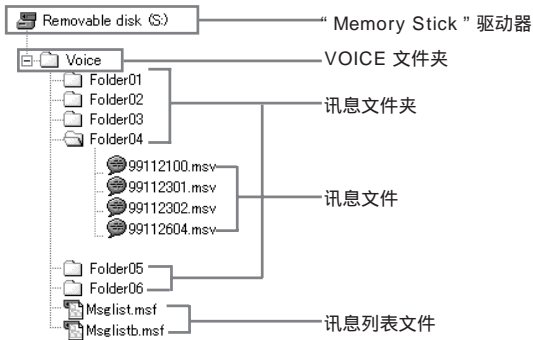 Removable disk (S:)
“ Memory Stick ” 驱动器
Voice
VOICE 文件夹
Folder01
Folder02
Folder03
Folder04
讯息文件夹
99112100.msv
99112301.msv
99112302.msv
99112604.msv
讯息文件
Folder05
Folder06
Msglist.msf
Msglistb.msf
讯息列表文件